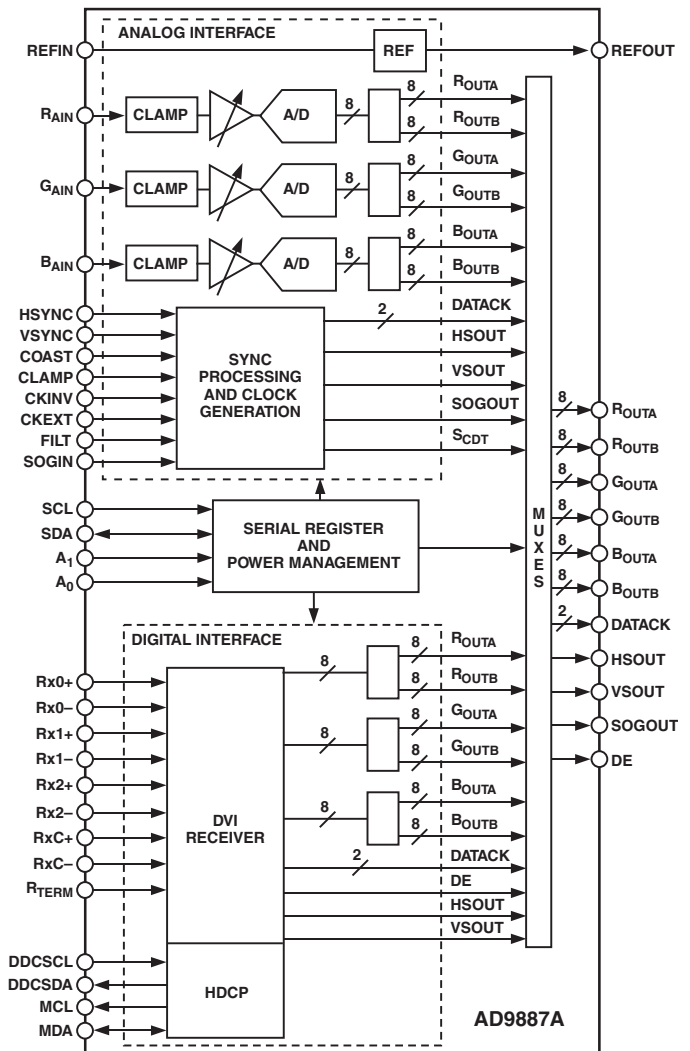 ANALOG INTERFACE
REFIN
REF
REFOUT
RAIN
CLAMP
A/D
8
8
ROUTA
8
ROUTB
GAIN
CLAMP
A/D
8
8
GOUTA
8
GOUTB
BAIN
CLAMP
A/D
8
8
BOUTA
8
BOUTB
HSYNC
VSYNC
COAST
CLAMP
CKINV
CKEXT
FILT
SOGIN
SYNC
PROCESSING
AND CLOCK
GENERATION
2
DATACK
HSOUT
VSOUT
SOGOUT
SCDT
SCL
SDA
A1
A0
SERIAL REGISTER
AND
POWER MANAGEMENT
MUXES
8
ROUTA
8
ROUTB
8
GOUTA
8
GOUTB
8
BOUTA
8
BOUTB
2
DATACK
HSOUT
VSOUT
SOGOUT
DE
DIGITAL INTERFACE
Rx0+
Rx0–
Rx1+
Rx1–
Rx2+
Rx2–
RxC+
RxC–
RTERM
DVI
RECEIVER
8
8
ROUTA
8
ROUTB
8
8
GOUTA
8
GOUTB
8
8
BOUTA
8
BOUTB
2
DATACK
DE
HSOUT
VSOUT
DDCSCL
DDCSDA
MCL
MDA
HDCP
AD9887A